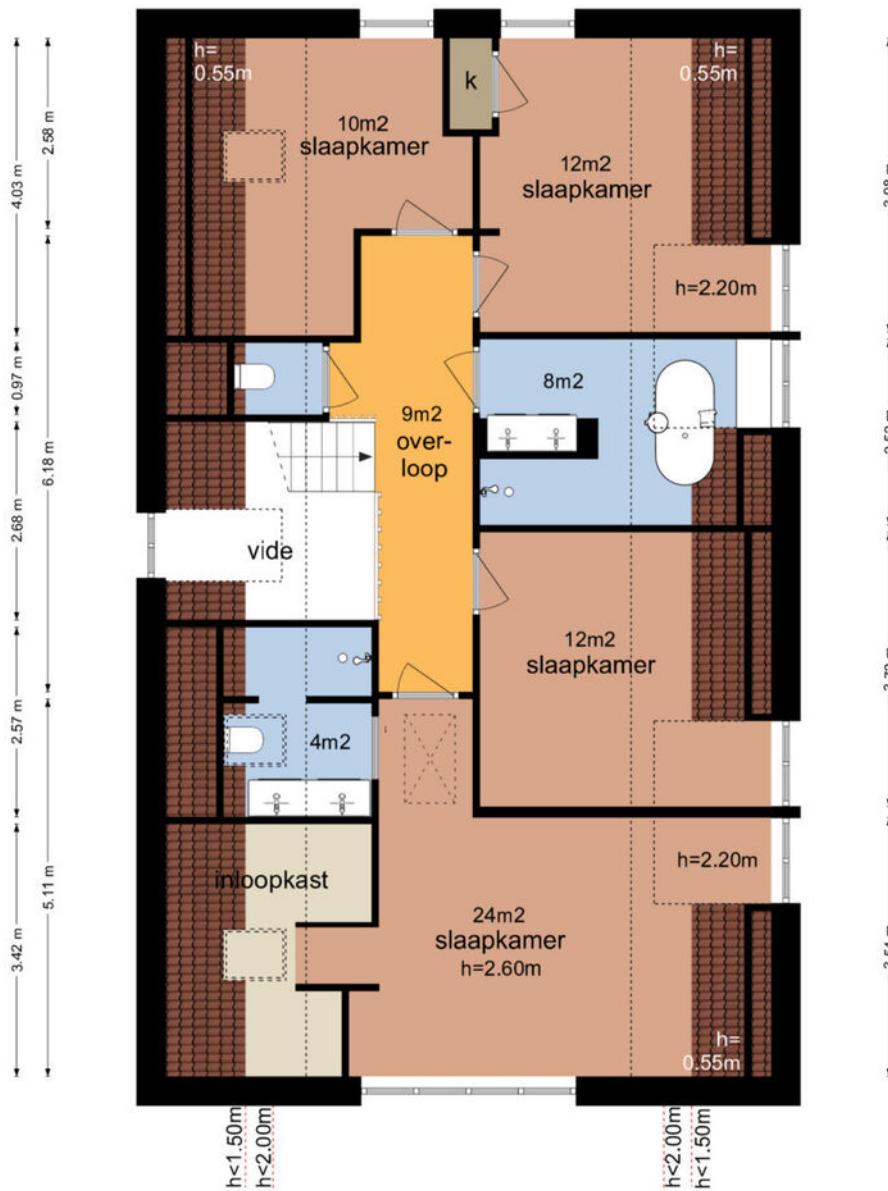 h=
0.55m
k
h=
0.55m
10m2
slaapkamer
12m2
slaapkamer
h=2.20m
8m2
9m2
over-
loop
vide
12m2
slaapkamer
4m2
inloopkast
h=2.20m
24m2
slaapkamer
h=2.60m
h=
0.55m
4.03 m
0.97 m
2.68 m
2.57 m
3.42 m
2.58 m
6.18 m
5.11 m
h<1.50m
h<2.00m
h<2.00m
h<1.50m